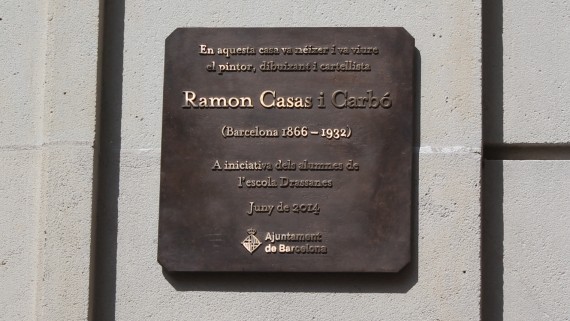 En aquesta casa va néixer i va viure
el pintor, dibuixant i cartellista
Ramon Casas i Carbó
(Barcelona 1866 – 1932)
A iniciativa dels alumnes de
l'escola Drassanes
Juny de 2014
Ajuntament
de Barcelona